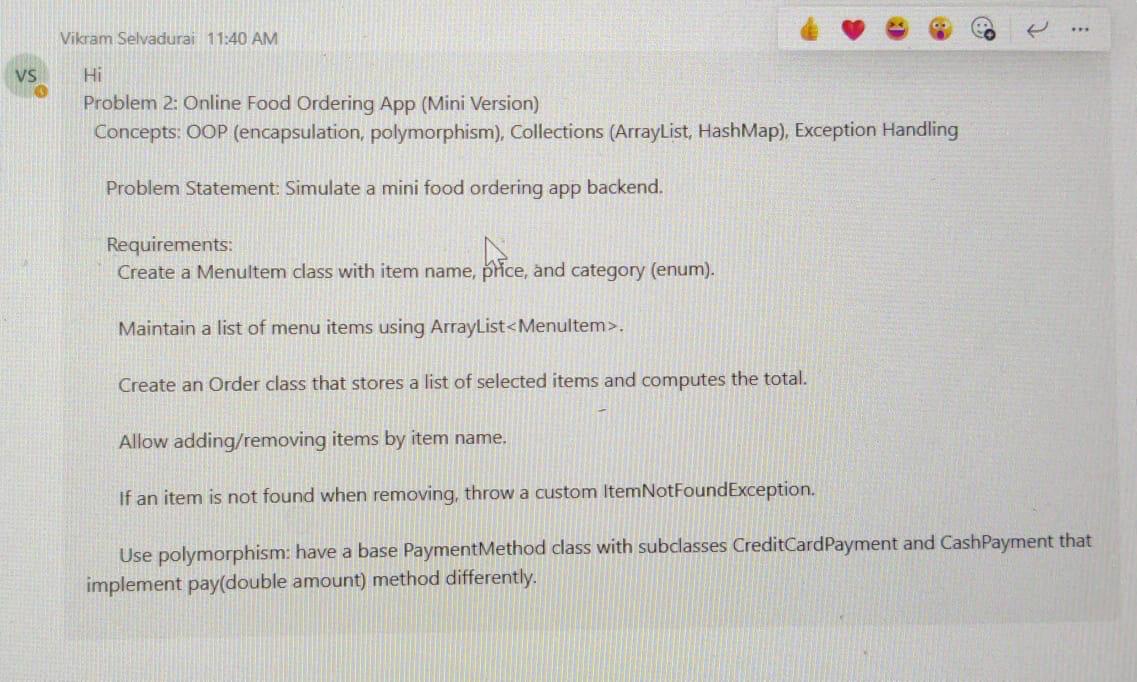 Vikram Selvadurai 11:40 AM
VS
Hi
Problem 2: Online Food Ordering App (Mini Version)
Concepts: OOP (encapsulation, polymorphism), Collections (ArrayList, HashMap), Exception Handling
Problem Statement: Simulate a mini food ordering app backend.
Requirements:
Create a MenuItem class with item name, price, and category (enum).
Maintain a list of menu items using ArrayList<MenuItem>.
Create an Order class that stores a list of selected items and computes the total.
Allow adding/removing items by item name.
If an item is not found when removing, throw a custom ItemNotFoundException.
Use polymorphism: have a base PaymentMethod class with subclasses CreditCardPayment and CashPayment that
implement pay(double amount) method differently.